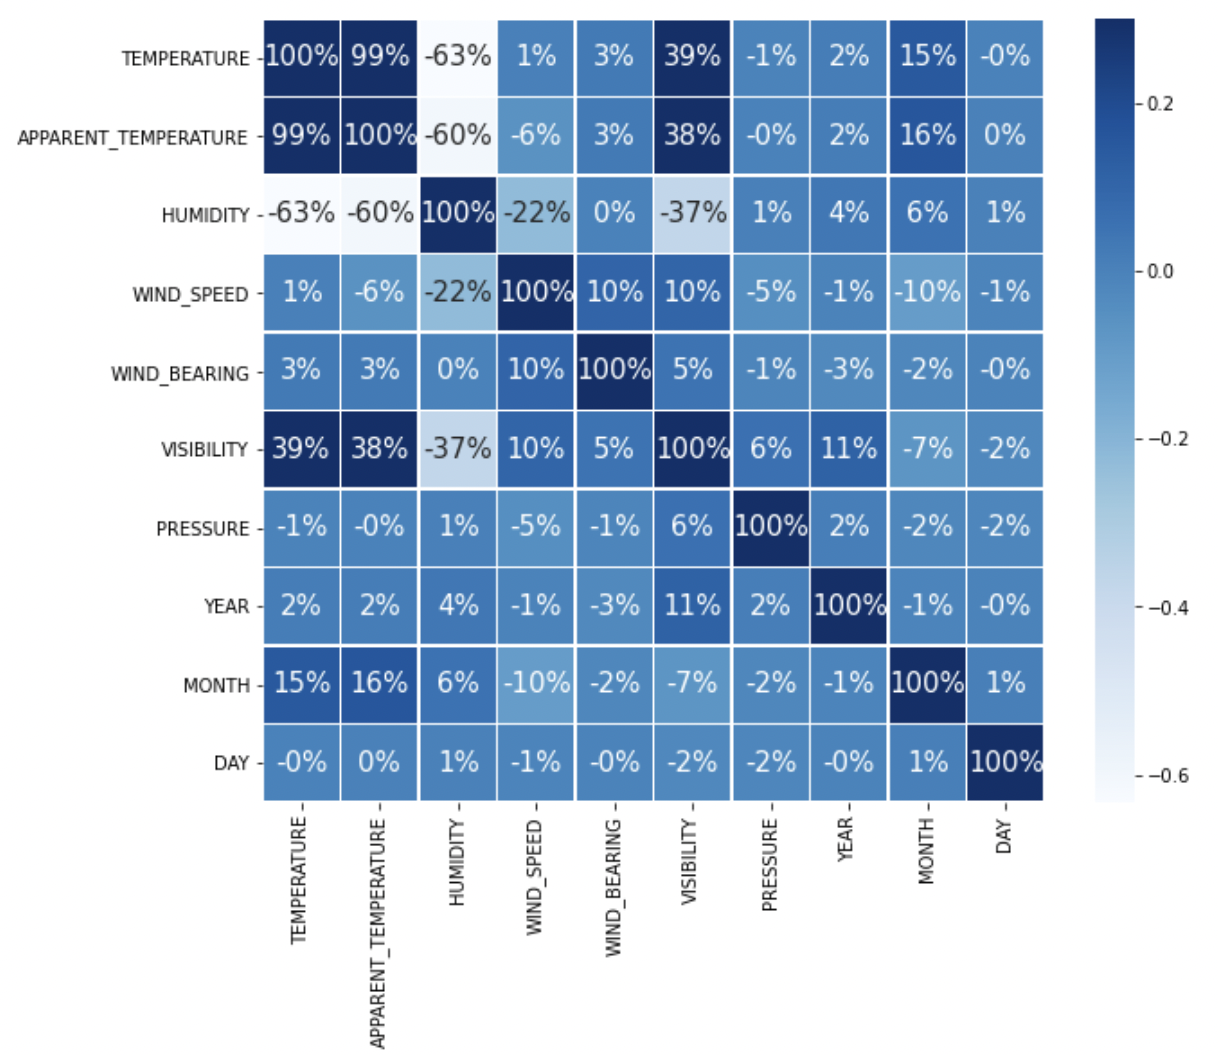 TEMPERATURE 100% 99% -63% 1% 3% 39% -1% 2% 15% -0%
APPARENT_TEMPERATURE 99% 100% -60% -6% 3% 38% -0% 2% 16% 0%
HUMIDITY -63% -60% 100% -22% 0% -37% 1% 4% 6% 1%
WIND_SPEED 1% -6% -22% 100% 10% 10% -5% -1% -10% -1%
WIND_BEARING 3% 3% 0% 10% 100% 5% -1% -3% -2% -0%
VISIBILITY 39% 38% -37% 10% 5% 100% 6% 11% -7% -2%
PRESSURE -1% -0% 1% -5% -1% 6% 100% 2% -2% -2%
YEAR 2% 2% 4% -1% -3% 11% 2% 100% -1% -0%
MONTH 15% 16% 6% -10% -2% -7% -2% -1% 100% 1%
DAY -0% 0% 1% -1% -0% -2% -2% -0% 1% 100%
TEMPERATURE
APPARENT_TEMPERATURE
HUMIDITY
WIND_SPEED
WIND_BEARING
VISIBILITY
PRESSURE
YEAR
MONTH
DAY
0.2
0.0
−0.2
−0.4
−0.6